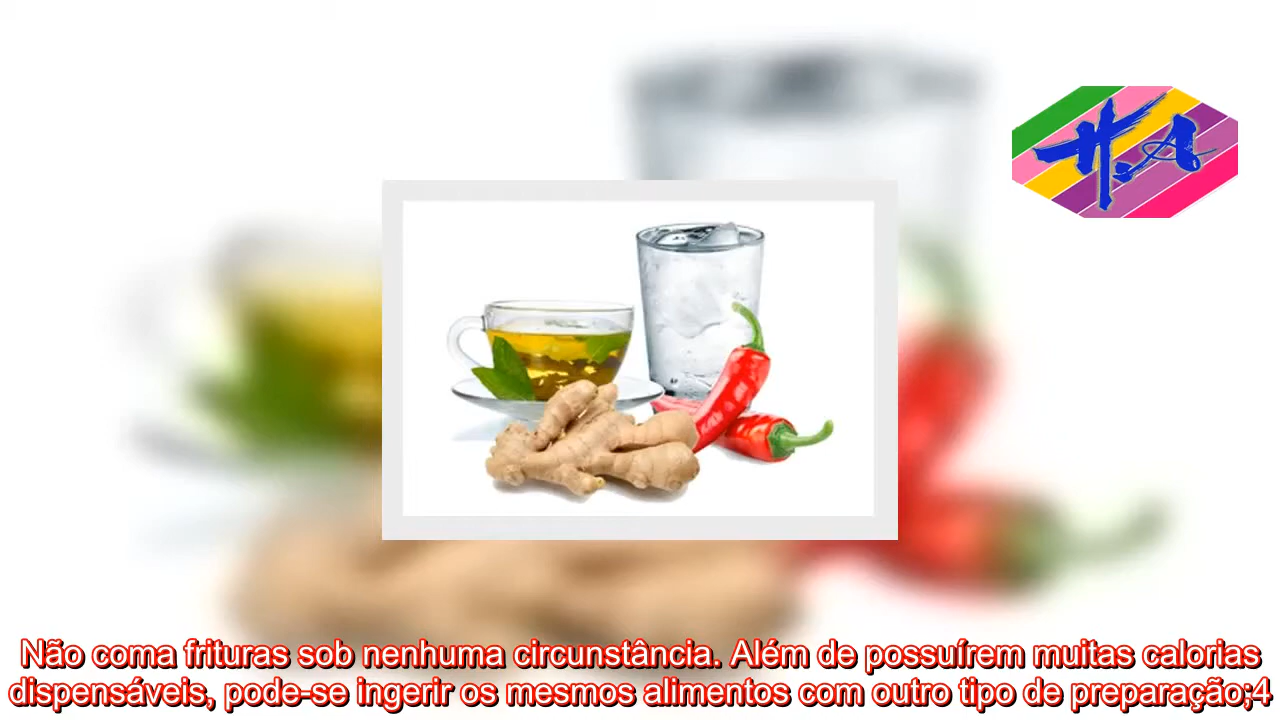 H.A
Não coma frituras sob nenhuma circunstância. Além de possuírem muitas calorias
dispensáveis, pode-se ingerir os mesmos alimentos com outro tipo de preparação;4